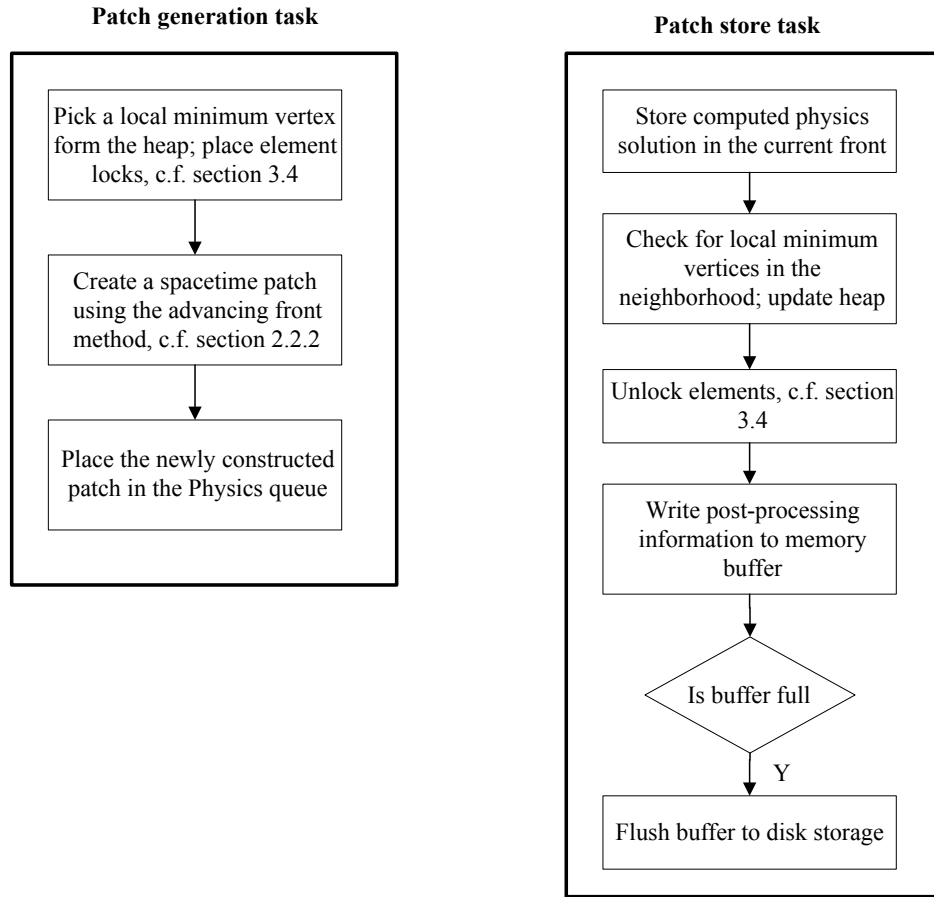 Patch generation task
Pick a local minimum vertex
form the heap; place element
locks, c.f. section 3.4
Create a spacetime patch
using the advancing front
method, c.f. section 2.2.2
Place the newly constructed
patch in the Physics queue
Patch store task
Store computed physics
solution in the current front
Check for local minimum
vertices in the
neighborhood; update heap
Unlock elements, c.f. section
3.4
Write post-processing
information to memory
buffer
Is buffer full
Y
Flush buffer to disk storage